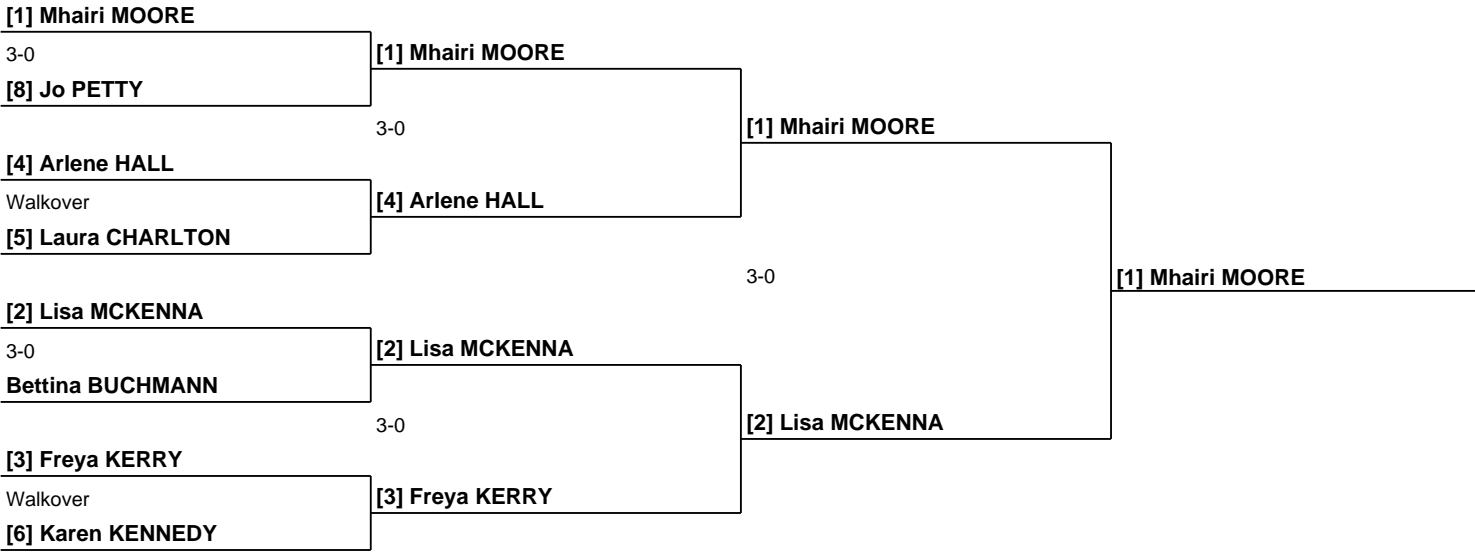 [1] Mhairi MOORE
3-0
[8] Jo PETTY
[1] Mhairi MOORE
3-0
[4] Arlene HALL
Walkover
[5] Laura CHARLTON
[4] Arlene HALL
[1] Mhairi MOORE
3-0
[2] Lisa MCKENNA
3-0
Bettina BUCHMANN
[2] Lisa MCKENNA
3-0
[3] Freya KERRY
Walkover
[6] Karen KENNEDY
[3] Freya KERRY
[2] Lisa MCKENNA
[1] Mhairi MOORE